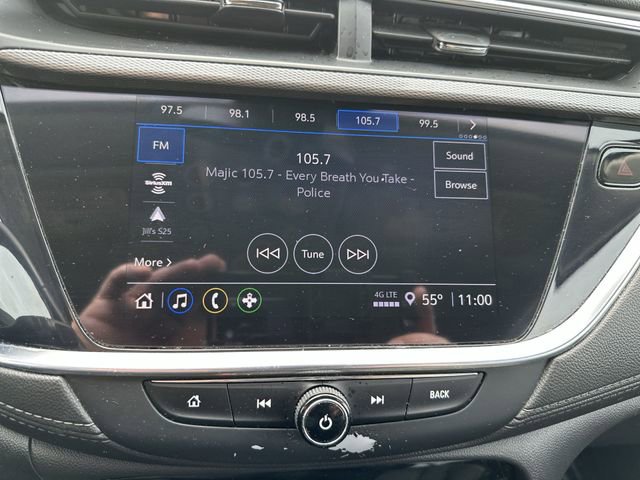 97.5 98.1 98.5 105.7 99.5
FM
105.7
Sound
SiriusXM
Majic 105.7 - Every Breath You Take -
Police
Browse
Jill's S25
Tune
More
4G LTE 55° 11:00
BACK